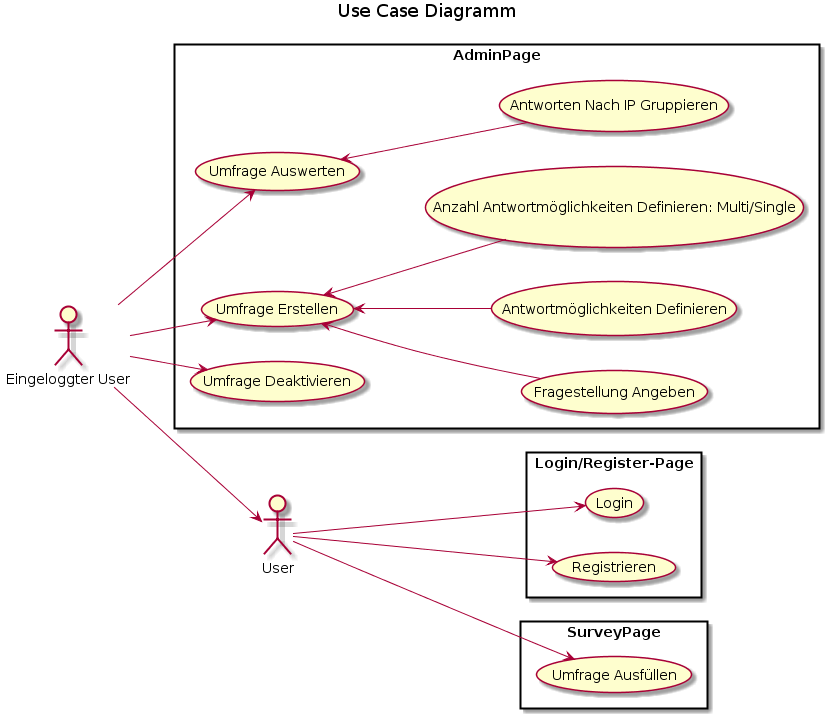 Use Case Diagramm
AdminPage
Antworten Nach IP Gruppieren
Umfrage Auswerten
Anzahl Antwortmöglichkeiten Definieren: Multi/Single
Umfrage Erstellen
Antwortmöglichkeiten Definieren
Eingeloggter User
Umfrage Deaktivieren
Fragestellung Angeben
Login/Register-Page
Login
User
Registrieren
SurveyPage
Umfrage Ausfüllen